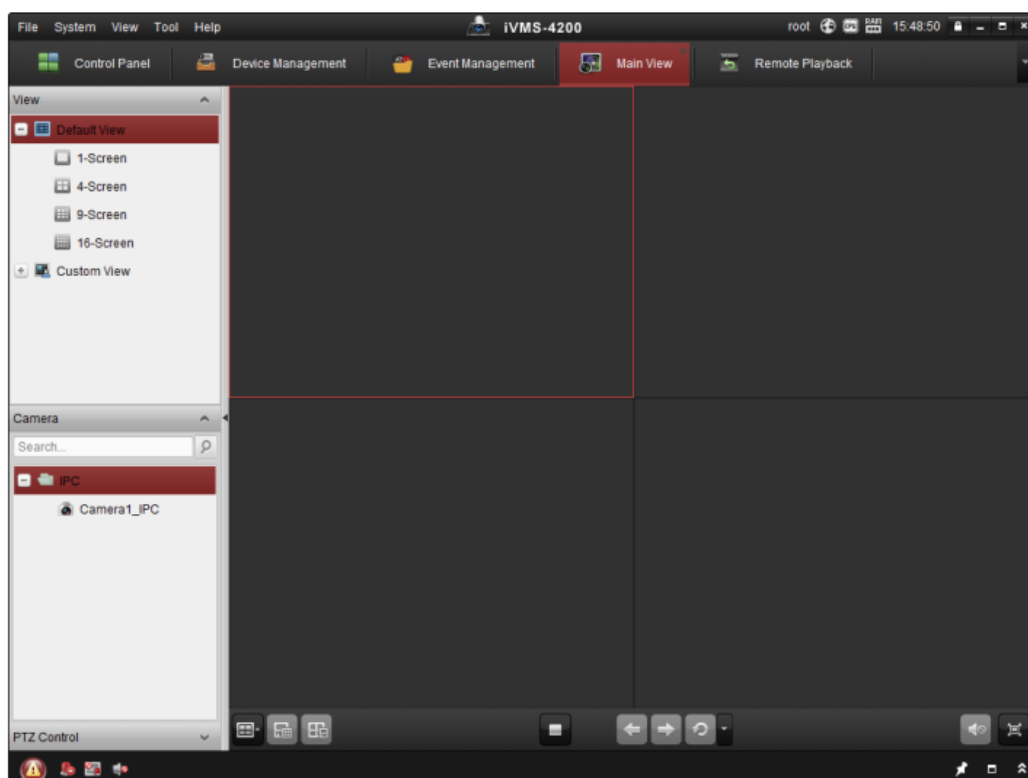 File System View Tool Help iVMS-4200 root CPU RAM 15:48:50
Control Panel Device Management Event Management Main View Remote Playback
View
Default View
1-Screen
4-Screen
9-Screen
16-Screen
Custom View
Camera
Search...
IPC
Camera1_IPC
PTZ Control